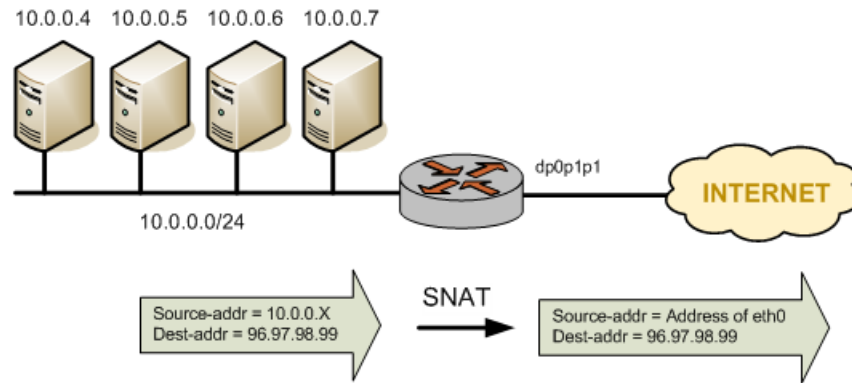 10.0.0.4
10.0.0.5
10.0.0.6
10.0.0.7
dp0p1p1
INTERNET
10.0.0.0/24
Source-addr = 10.0.0.X
Dest-addr = 96.97.98.99
SNAT
Source-addr = Address of eth0
Dest-addr = 96.97.98.99